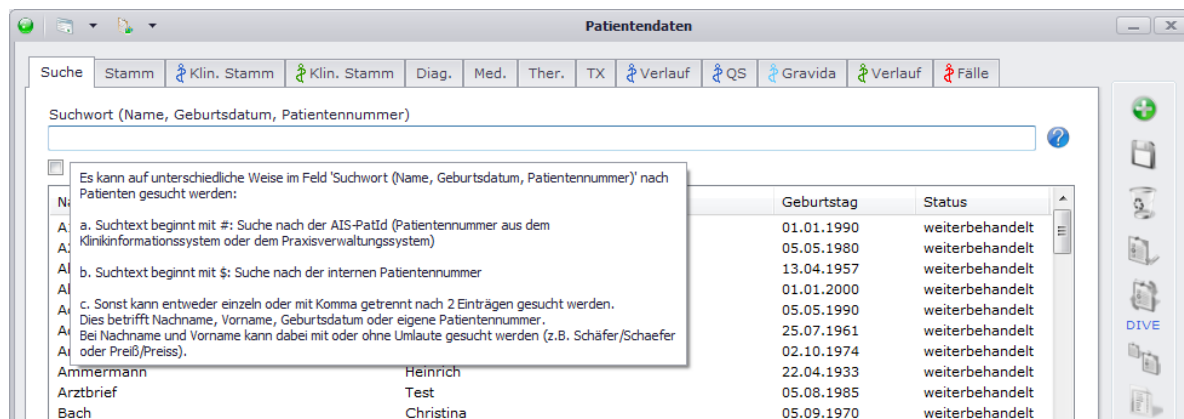 Patientendaten
Suche Stamm Klin. Stamm Klin. Stamm Diag. Med. Ther. TX Verlauf QS Gravida Verlauf Fälle
Suchwort (Name, Geburtsdatum, Patientennummer)
Es kann auf unterschiedliche Weise im Feld 'Suchwort (Name, Geburtsdatum, Patientennummer)' nach
Patienten gesucht werden:
a. Suchtext beginnt mit #: Suche nach der AIS-PatId (Patientennummer aus dem
Klinikinformationssystem oder dem Praxisverwaltungssystem)
b. Suchtext beginnt mit $: Suche nach der internen Patientennummer
c. Sonst kann entweder einzeln oder mit Komma getrennt nach 2 Einträgen gesucht werden.
Dies betrifft Nachname, Vorname, Geburtsdatum oder eigene Patientennummer.
Bei Nachname und Vorname kann dabei mit oder ohne Umlaute gesucht werden (z.B. Schäfer/Schaefer
oder Preiß/Preiss).
Geburtstag Status
01.01.1990 weiterbehandelt
05.05.1980 weiterbehandelt
13.04.1957 weiterbehandelt
01.01.2000 weiterbehandelt
05.05.1990 weiterbehandelt
25.07.1961 weiterbehandelt
02.10.1974 weiterbehandelt
Ammermann Heinrich 22.04.1933 weiterbehandelt
Arztbrief Test 05.08.1985 weiterbehandelt
Bach Christina 05.09.1970 weiterbehandelt
DIVE